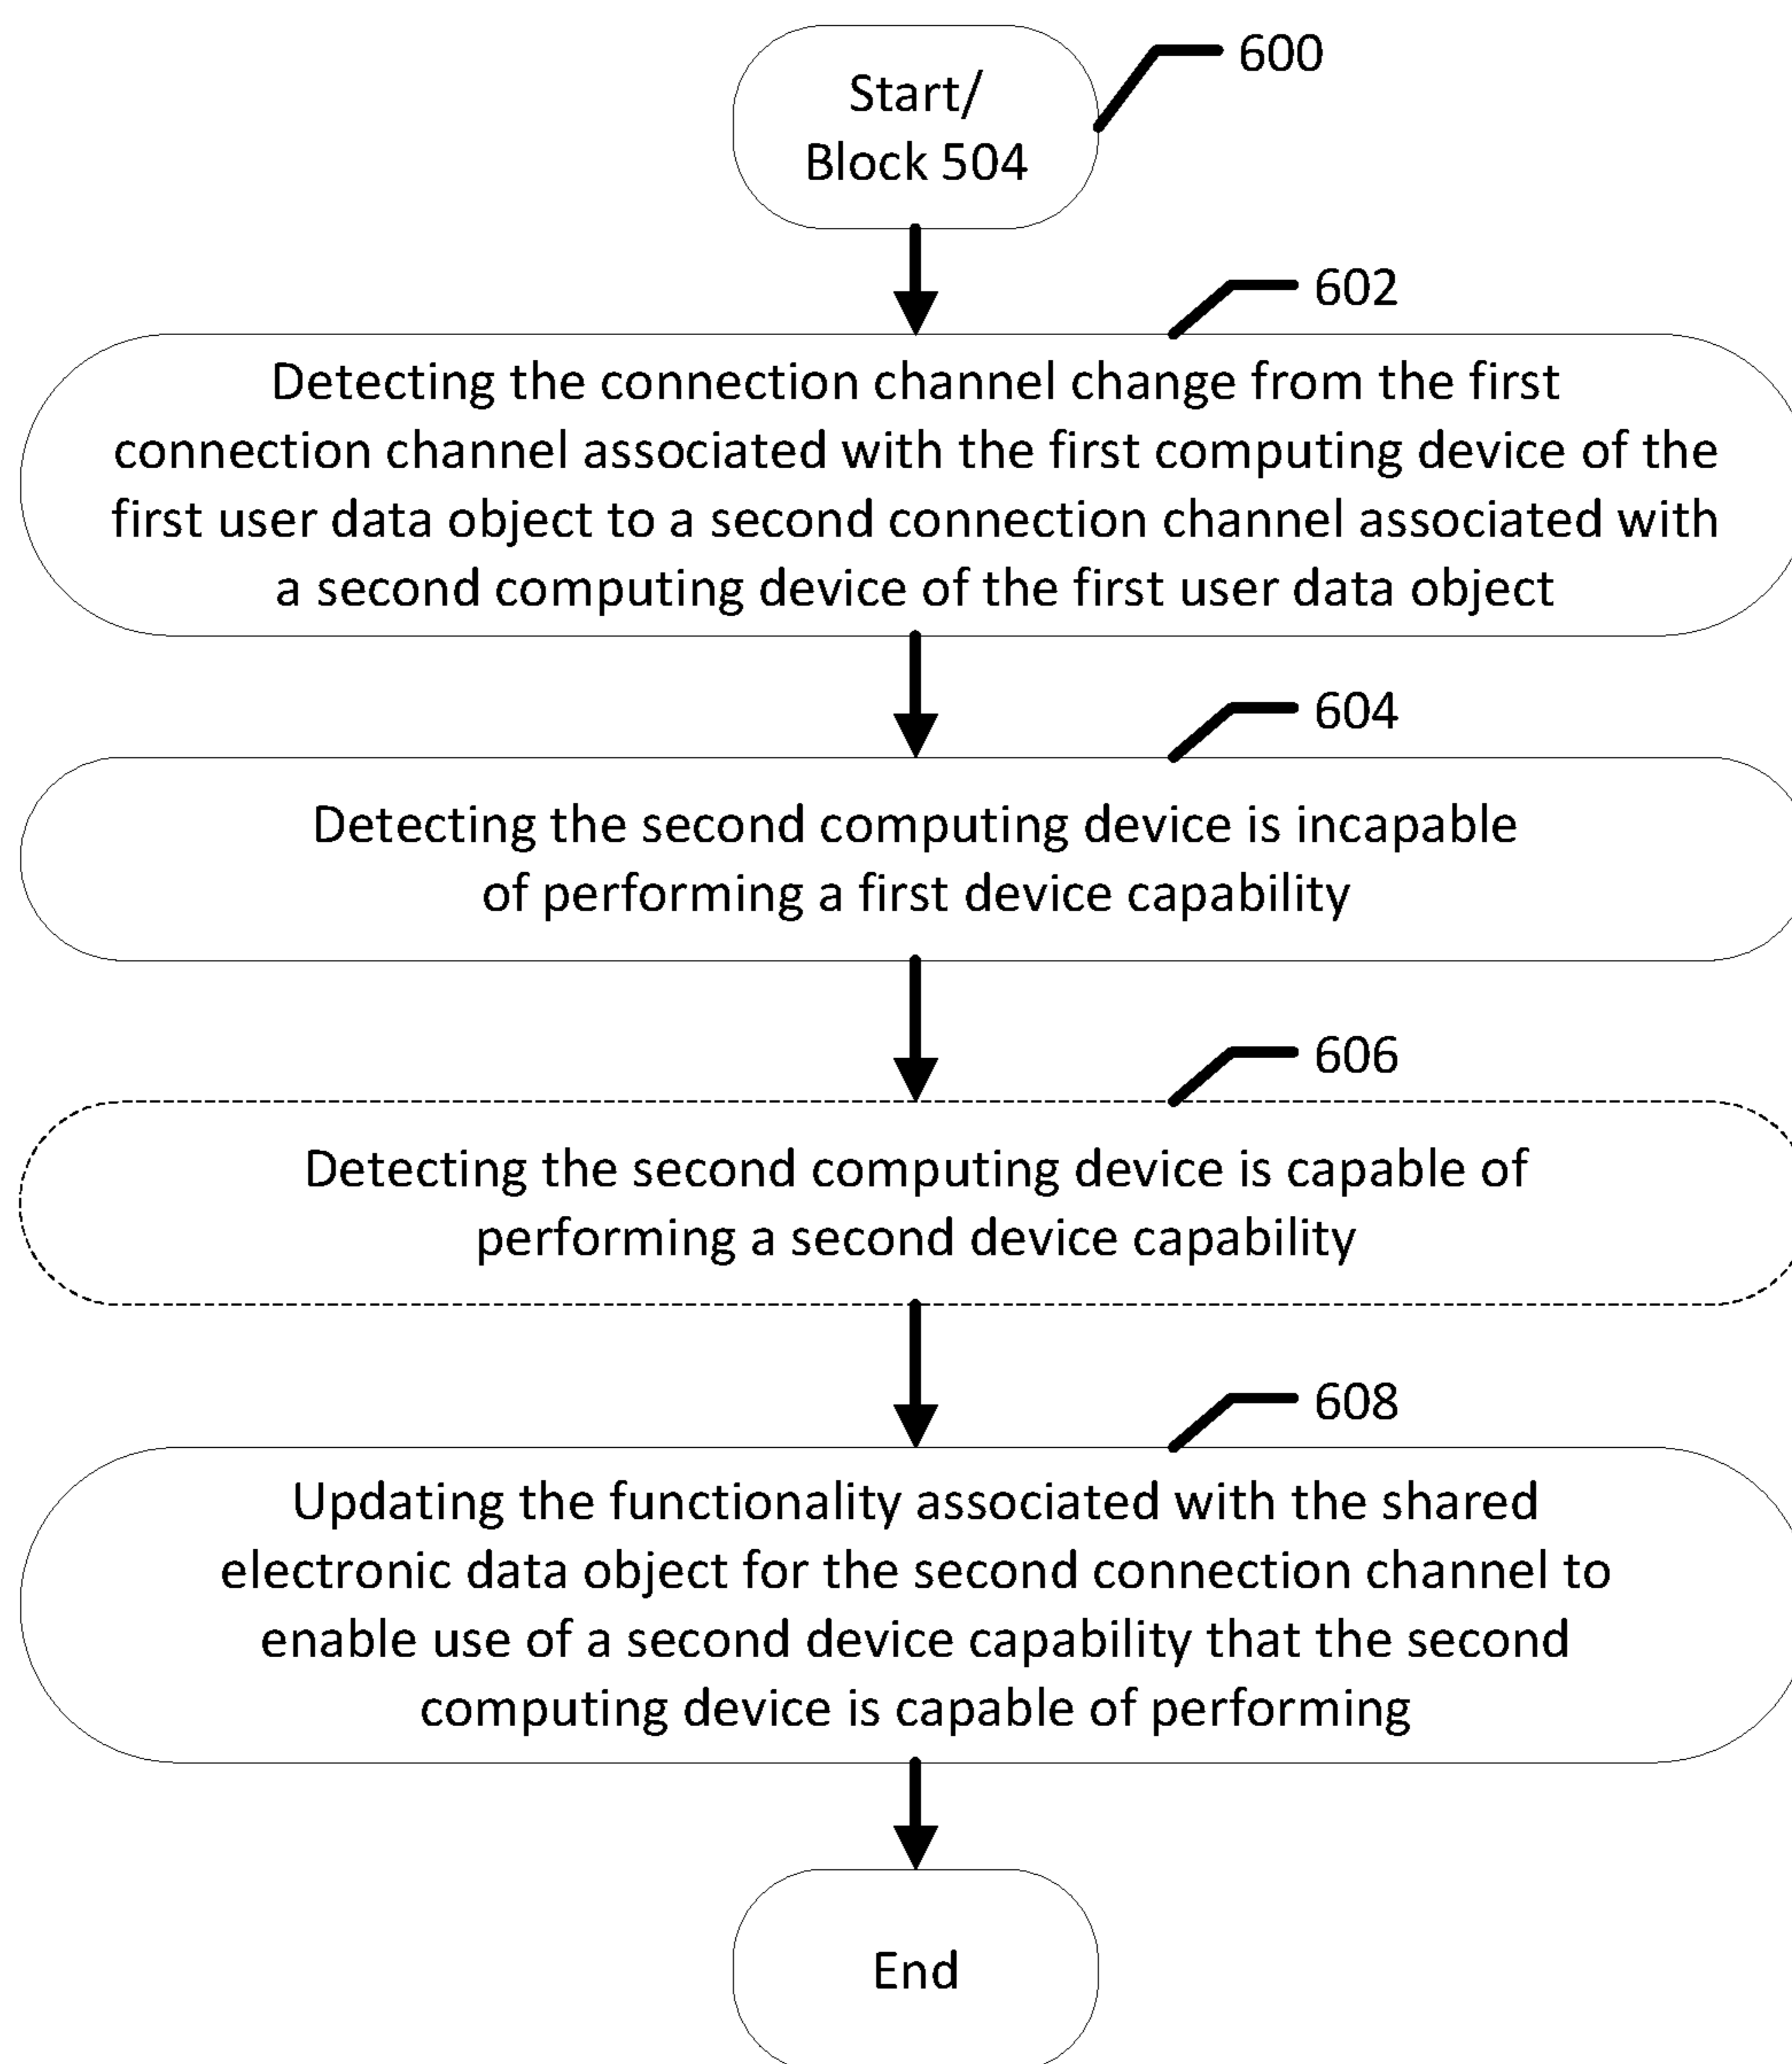 600
Start/
Block 504
602
Detecting the connection channel change from the first
connection channel associated with the first computing device of the
first user data object to a second connection channel associated with
a second computing device of the first user data object
604
Detecting the second computing device is incapable
of performing a first device capability
606
Detecting the second computing device is capable of
performing a second device capability
608
Updating the functionality associated with the shared
electronic data object for the second connection channel to
enable use of a second device capability that the second
computing device is capable of performing
End